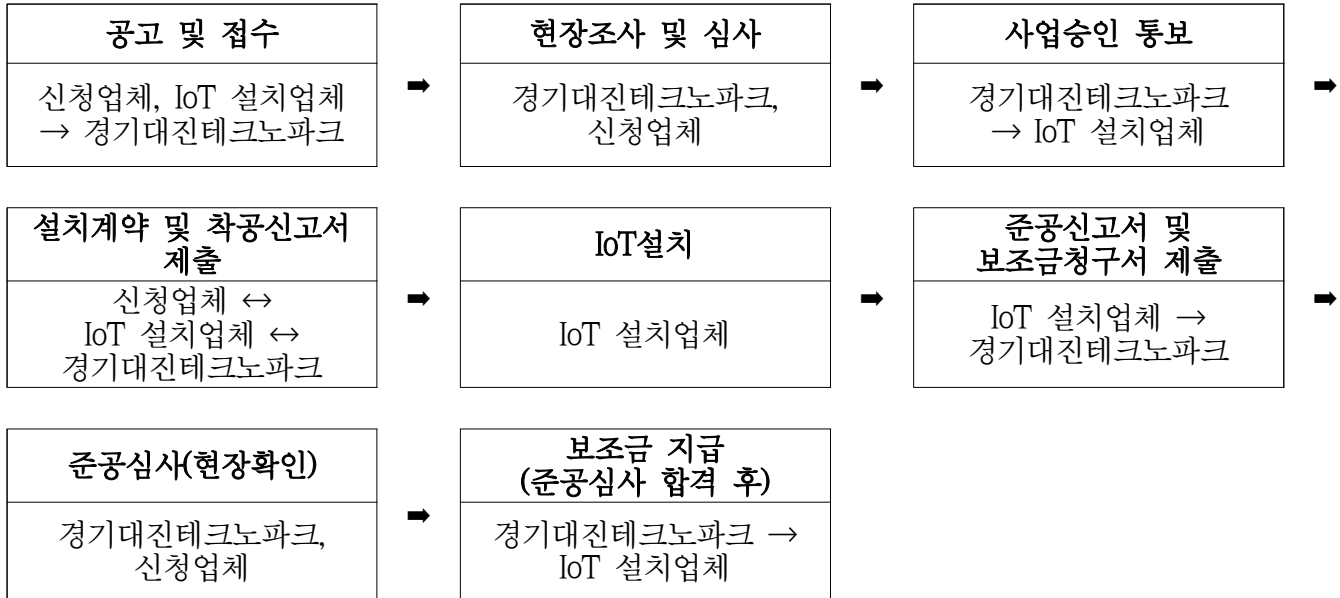 공고 및 접수
신청업체, IoT 설치업체
→ 경기대진테크노파크
➡
현장조사 및 심사
경기대진테크노파크,
신청업체
➡
사업승인 통보
경기대진테크노파크
→ IoT 설치업체
➡
설치계약 및 착공신고서
제출
신청업체 ↔
IoT 설치업체 ↔
경기대진테크노파크
➡
IoT설치
IoT 설치업체
➡
준공신고서 및
보조금청구서 제출
IoT 설치업체 →
경기대진테크노파크
➡
준공심사(현장확인)
경기대진테크노파크,
신청업체
➡
보조금 지급
(준공심사 합격 후)
경기대진테크노파크 →
IoT 설치업체